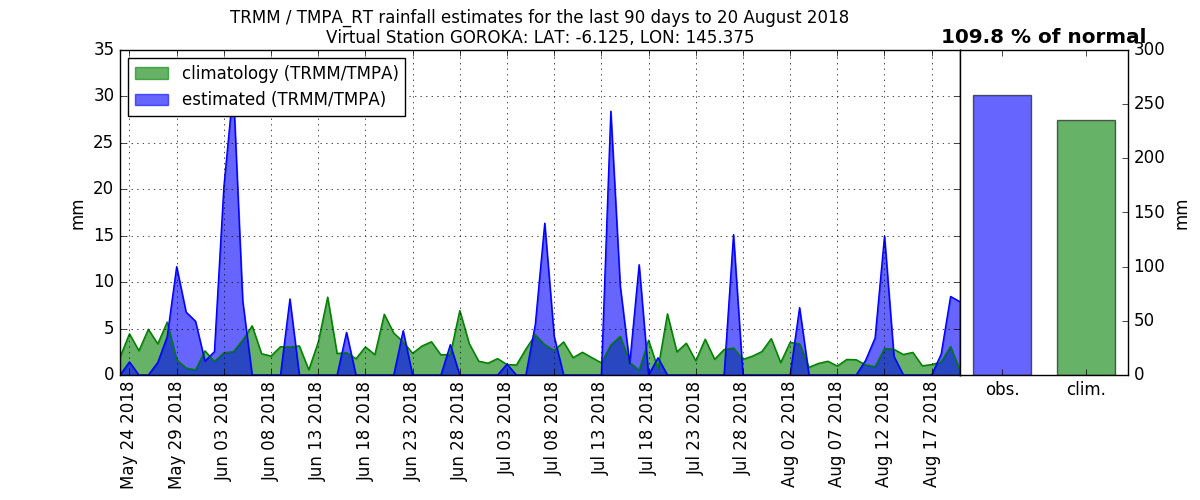 TRMM / TMPA_RT rainfall estimates for the last 90 days to 20 August 2018
Virtual Station GOROKA: LAT: -6.125, LON: 145.375
109.8 % of normal
climatology (TRMM/TMPA)
estimated (TRMM/TMPA)
35
30
25
20
15
10
5
0
mm
May 24 2018
May 29 2018
Jun 03 2018
Jun 08 2018
Jun 13 2018
Jun 18 2018
Jun 23 2018
Jun 28 2018
Jul 03 2018
Jul 08 2018
Jul 13 2018
Jul 18 2018
Jul 23 2018
Jul 28 2018
Aug 02 2018
Aug 07 2018
Aug 12 2018
Aug 17 2018
obs.
clim.
300
250
200
150
100
50
0
mm